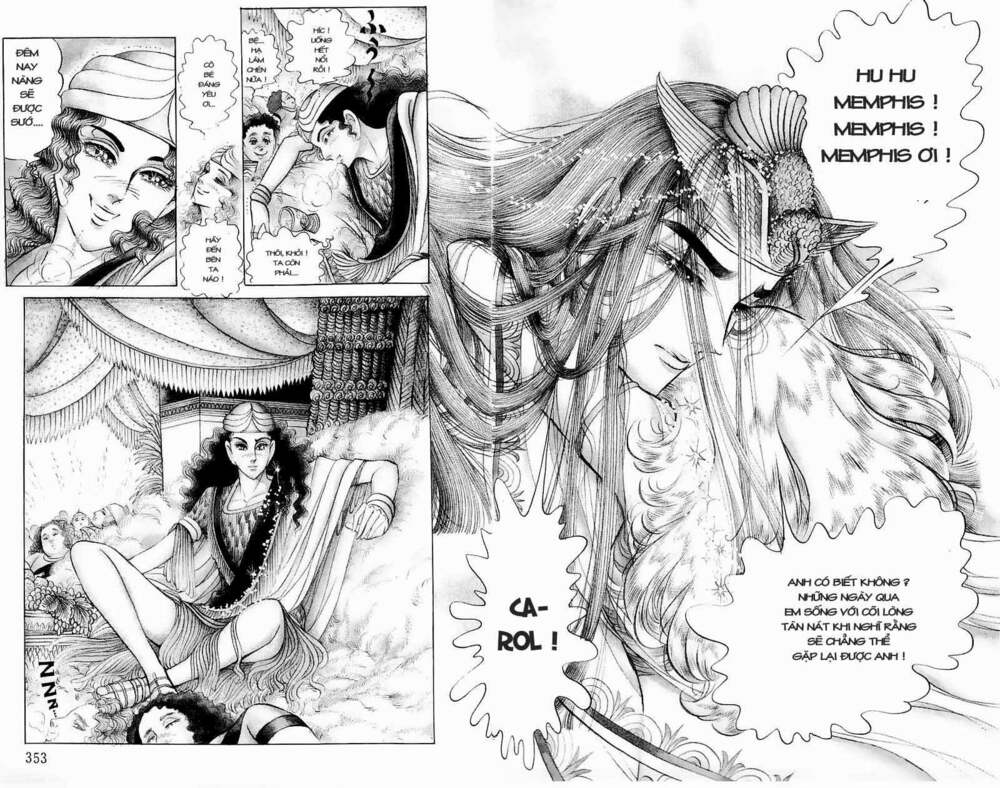 HU HU
MEMPHIS !
MEMPHIS !
MEMPHIS ƠI !
CA-
ROL !
ANH CÓ BIẾT KHÔNG ?
NHỮNG NGÀY QUA
EM SỐNG VỚI CÕI LÒNG
TAN NÁT KHI NGHĨ RẰNG
SẼ CHẲNG THỂ
GẶP LẠI ĐƯỢC ANH !
HÍC !
UỐNG
HẾT
NỔI
RỒI !
BỆ...
HẠ
LÀM
CHÉN
NỮA !
THÔI, KHỎI !
TA CÒN
PHẢI...
CÔ
BÉ
ĐÁNG
YÊU
ƠI...
HÃY
ĐẾN
BÊN
TA
NÀO !
ĐÊM
NAY
NÀNG
SẼ
ĐƯỢC
SƯỚ....
NNN...
353